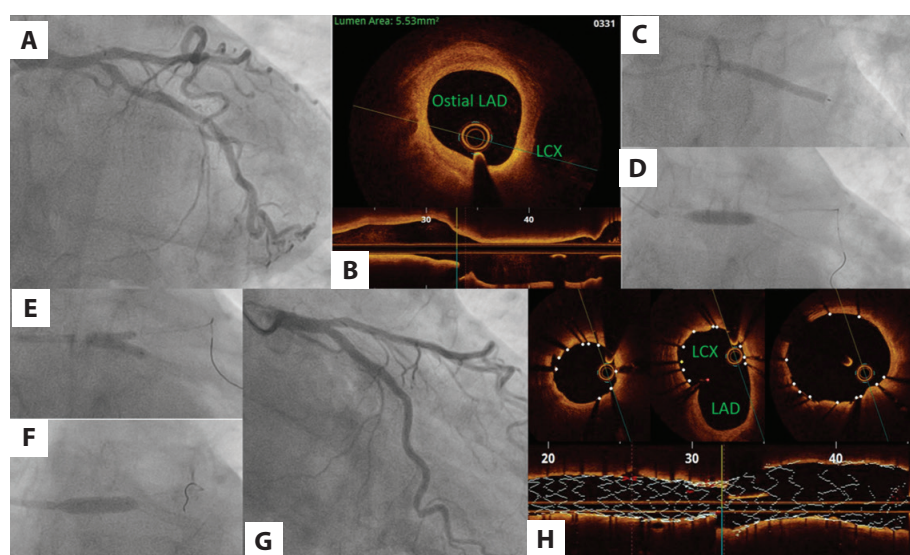 A
Lumen Area: 5.53mm²
0331
Ostial LAD
LCX
30
40
B
C
D
E
F
G
LCX
LAD
20
30
40
H